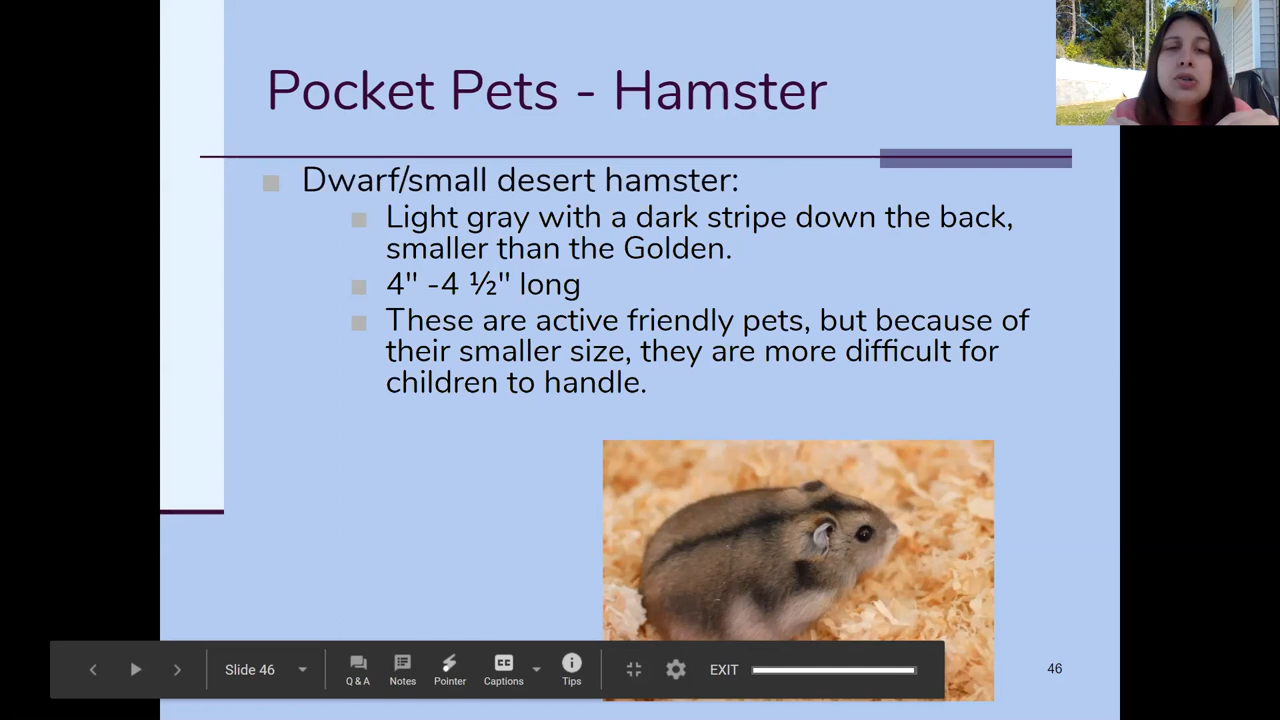 Pocket Pets - Hamster
Dwarf/small desert hamster:
Light gray with a dark stripe down the back,
smaller than the Golden.
4" -4 ½" long
These are active friendly pets, but because of
their smaller size, they are more difficult for
children to handle.
Slide 46
Q & A
Notes
Pointer
CC
Captions
Tips
EXIT
46